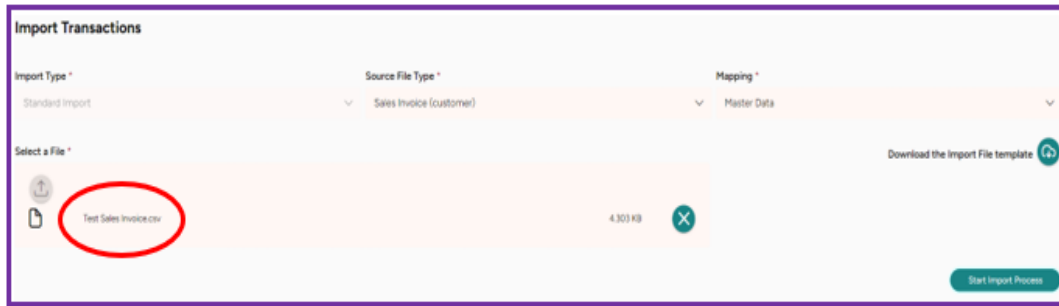 Import Transactions
Import Type * Source File Type * Mapping *
Standard Import Sales Invoice (customer) Master Data
Select a File * Download the Import File template
Test Sales Invoice.csv 4.303 KB
Start Import Process